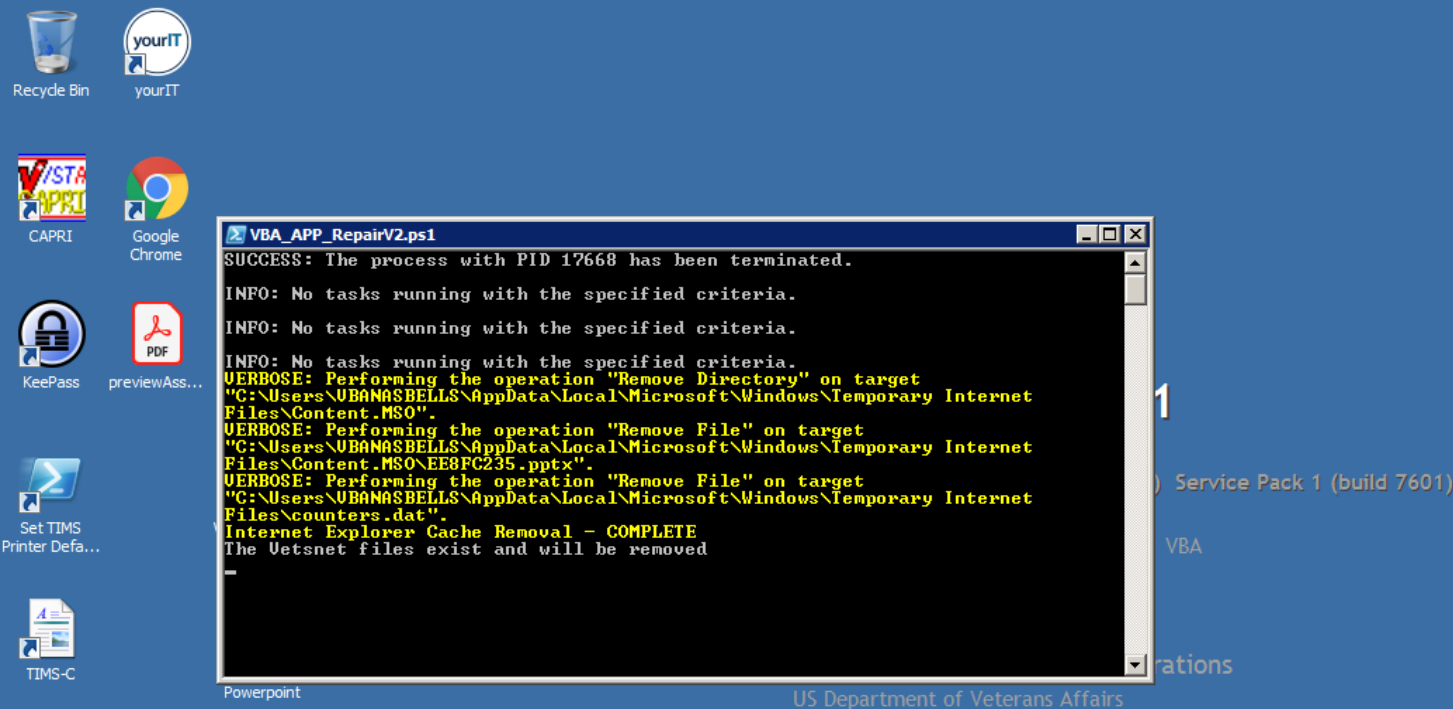 Recycle Bin
yourIT
yourIT
V/STA
CAPRI
CAPRI
Google
Chrome
KeePass
PDF
previewAss...
Set TIMS
Printer Defa...
TIMS-C
VBA_APP_RepairV2.ps1
SUCCESS: The process with PID 17668 has been terminated.
INFO: No tasks running with the specified criteria.
INFO: No tasks running with the specified criteria.
INFO: No tasks running with the specified criteria.
VERBOSE: Performing the operation "Remove Directory" on target
"C:\Users\VBANASBELLS\AppData\Local\Microsoft\Windows\Temporary Internet
Files\Content.MSO".
VERBOSE: Performing the operation "Remove File" on target
"C:\Users\VBANASBELLS\AppData\Local\Microsoft\Windows\Temporary Internet
Files\Content.MSO\EE8FC235.pptx".
VERBOSE: Performing the operation "Remove File" on target
"C:\Users\VBANASBELLS\AppData\Local\Microsoft\Windows\Temporary Internet
Files\counters.dat".
Internet Explorer Cache Removal - COMPLETE
The Vetsnet files exist and will be removed
Powerpoint
1
) Service Pack 1 (build 7601)
VBA
rations
US Department of Veterans Affairs